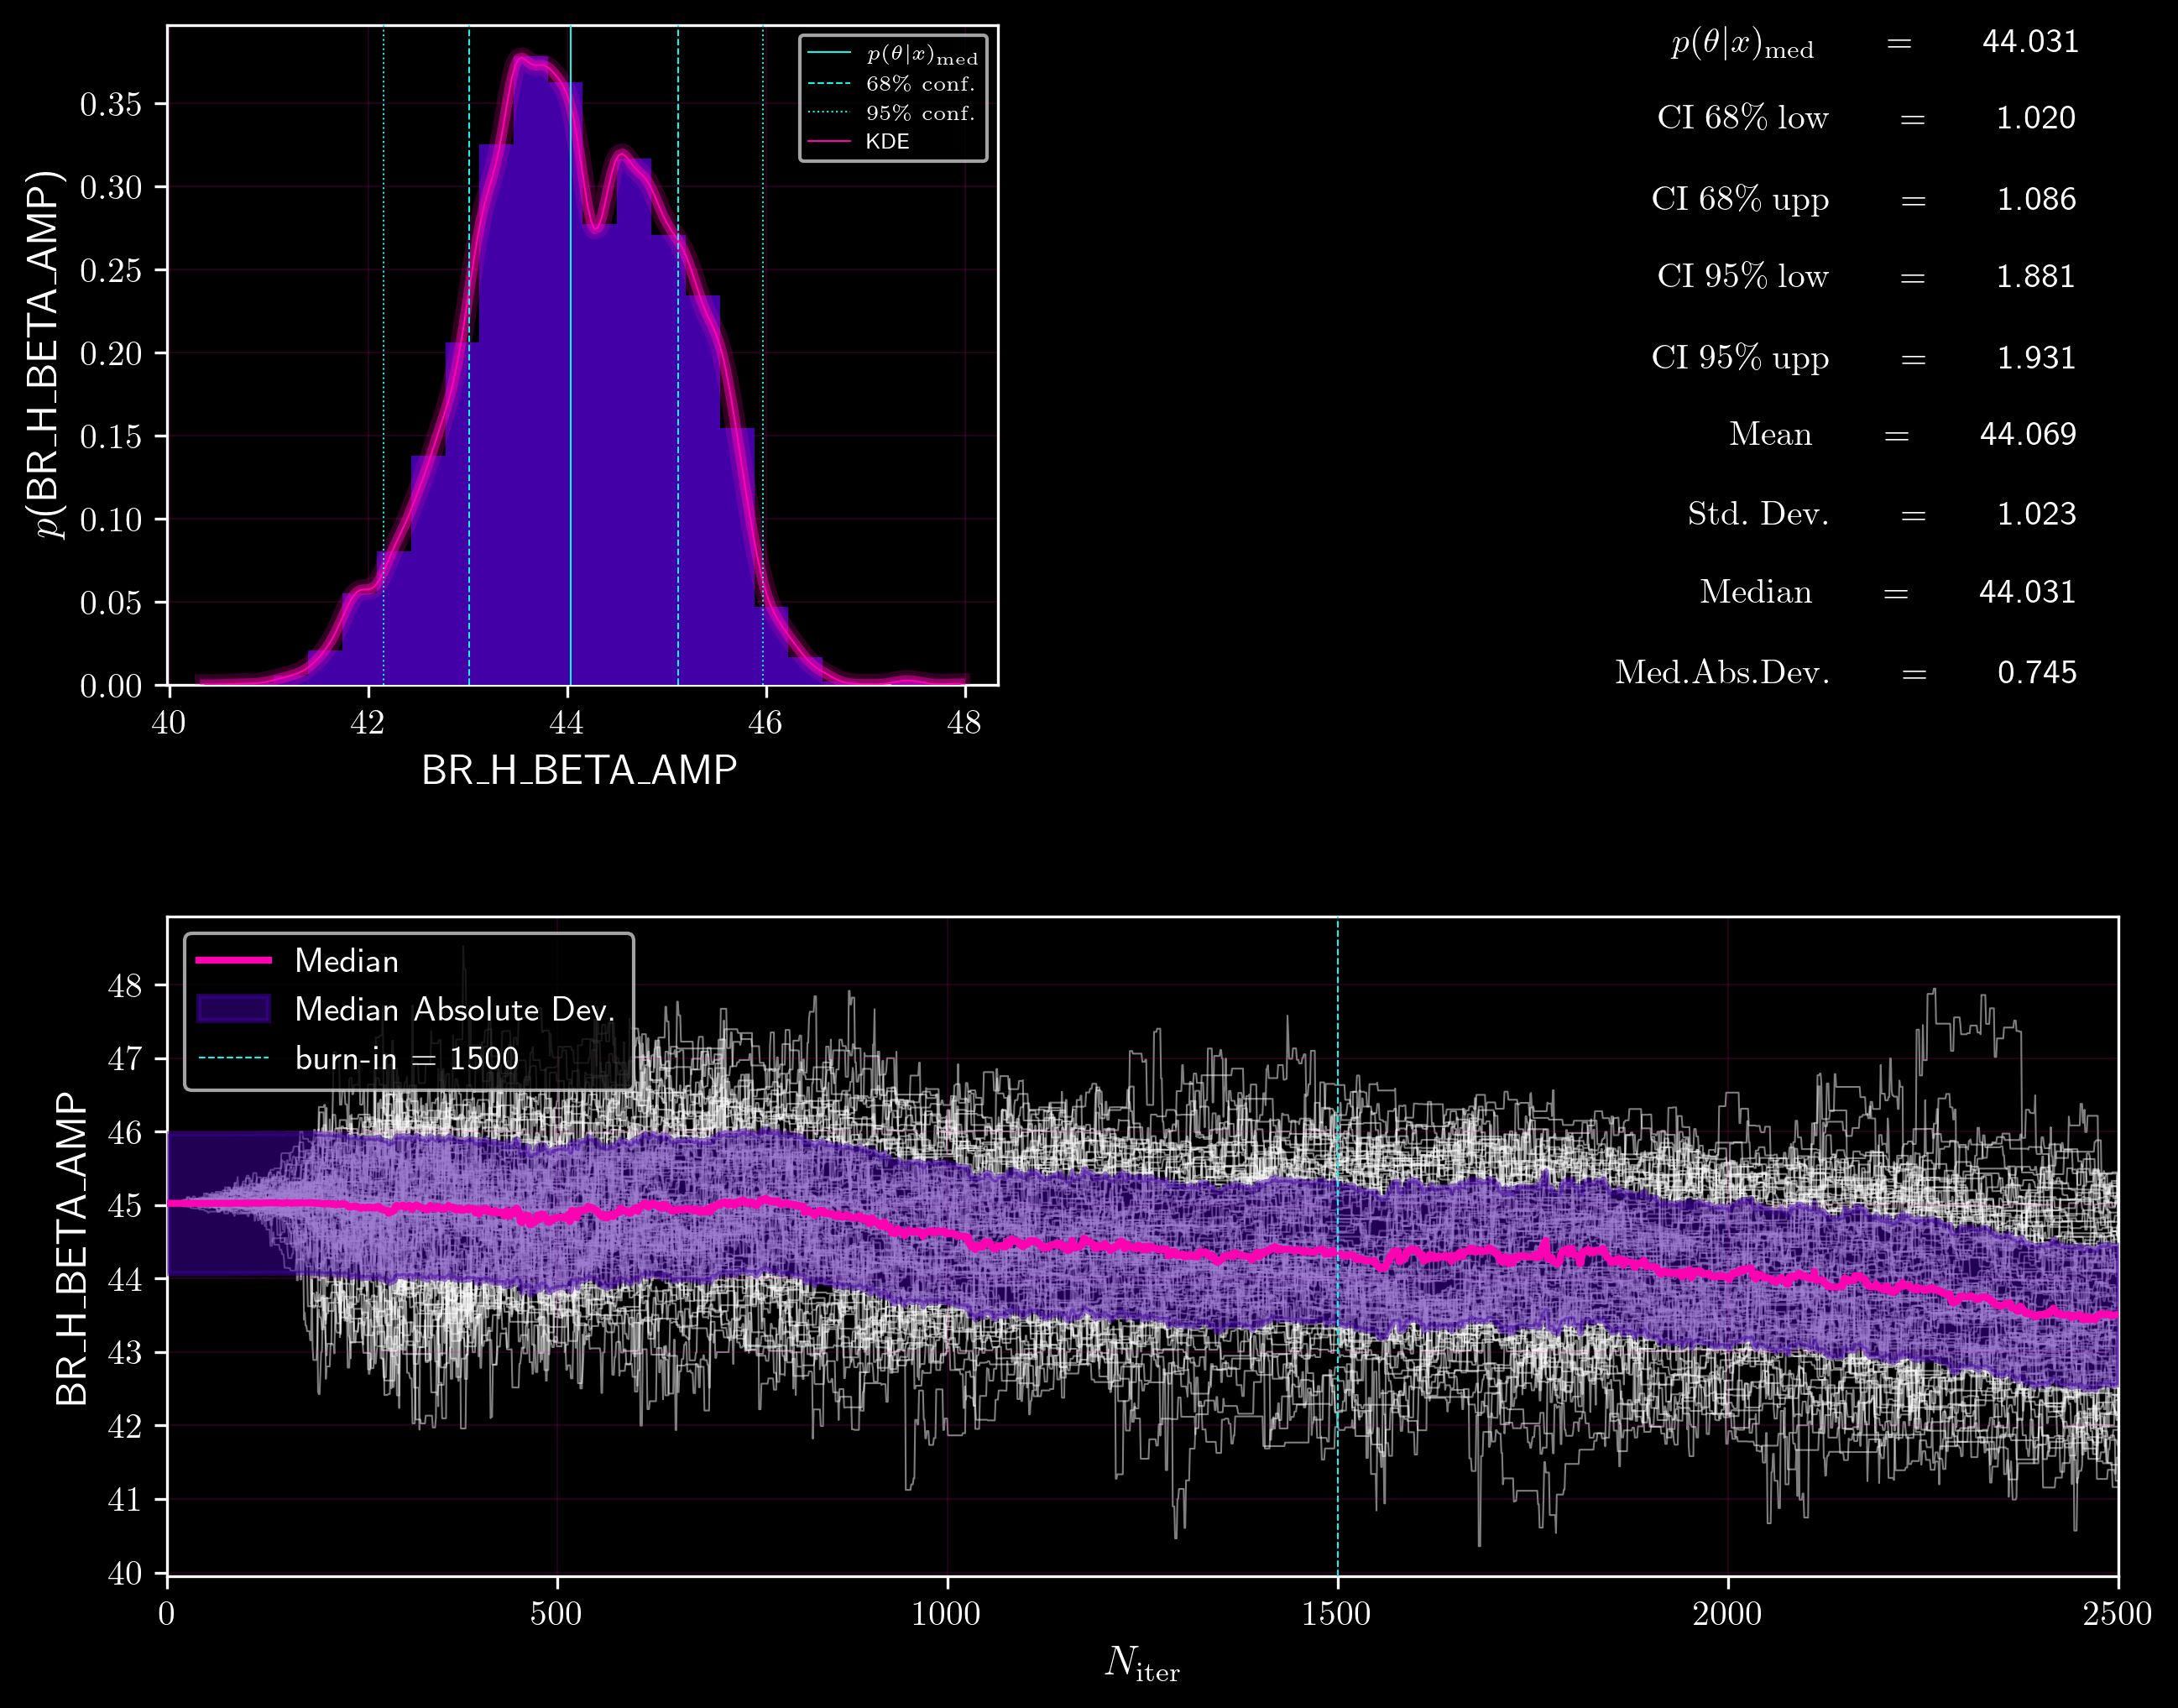 p(BR_H_BETA_AMP)
0.35
0.30
0.25
0.20
0.15
0.10
0.05
0.00
40 42 44 46 48
BR_H_BETA_AMP
p(θ|x)med
68% conf.
95% conf.
KDE
p(θ|x)med = 44.031
CI 68% low = 1.020
CI 68% upp = 1.086
CI 95% low = 1.881
CI 95% upp = 1.931
Mean = 44.069
Std. Dev. = 1.023
Median = 44.031
Med.Abs.Dev. = 0.745
BR_H_BETA_AMP
48
47
46
45
44
43
42
41
40
Median
Median Absolute Dev.
burn-in = 1500
0 500 1000 1500 2000 2500
Niter